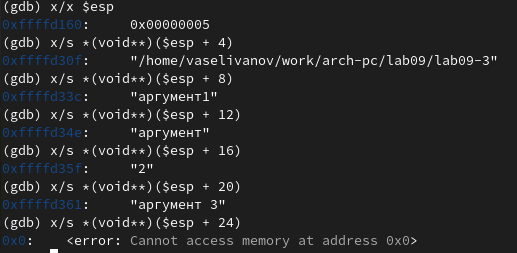 (gdb) x/x $esp
0xffffd160:     0x00000005
(gdb) x/s *(void**)($esp + 4)
0xffffd30f:     "/home/vaselivanov/work/arch-pc/lab09/lab09-3"
(gdb) x/s *(void**)($esp + 8)
0xffffd33c:     "аргумент1"
(gdb) x/s *(void**)($esp + 12)
0xffffd34e:     "аргумент"
(gdb) x/s *(void**)($esp + 16)
0xffffd35f:     "2"
(gdb) x/s *(void**)($esp + 20)
0xffffd361:     "аргумент 3"
(gdb) x/s *(void**)($esp + 24)
0x0:    <error: Cannot access memory at address 0x0>